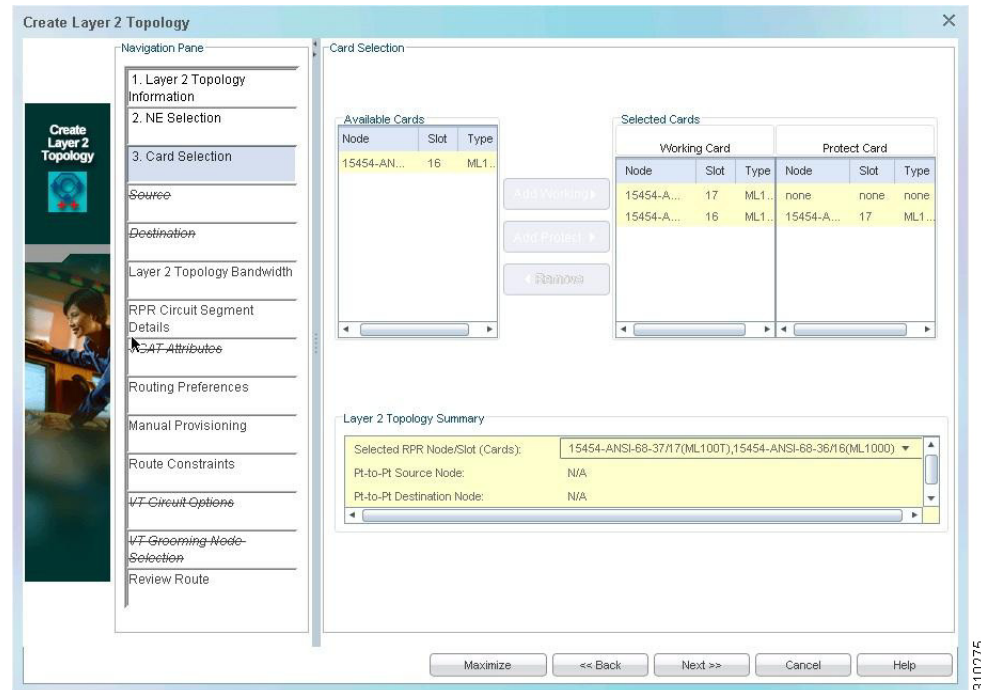 Create Layer 2 Topology
Navigation Pane
1. Layer 2 Topology
Information
2. NE Selection
3. Card Selection
Source
Destination
Layer 2 Topology Bandwidth
RPR Circuit Segment
Details
VCAT Attributes
Routing Preferences
Manual Provisioning
Route Constraints
VT Circuit Options
VT Grooming Node
Selection
Review Route
Create
Layer 2
Topology
Card Selection
Available Cards
Node Slot Type
15454-AN... 16 ML1...
Add Working
Add Protect
Remove
Selected Cards
Working Card Protect Card
Node Slot Type Node Slot Type
15454-A... 17 ML1... none none none
15454-A... 16 ML1... 15454-A... 17 ML1...
Layer 2 Topology Summary
Selected RPR Node/Slot (Cards): 15454-ANSI-68-37/17(ML100T),15454-ANSI-68-36/16(ML1000)
Pt-to-Pt Source Node: N/A
Pt-to-Pt Destination Node: N/A
Maximize << Back Next >> Cancel Help
310275